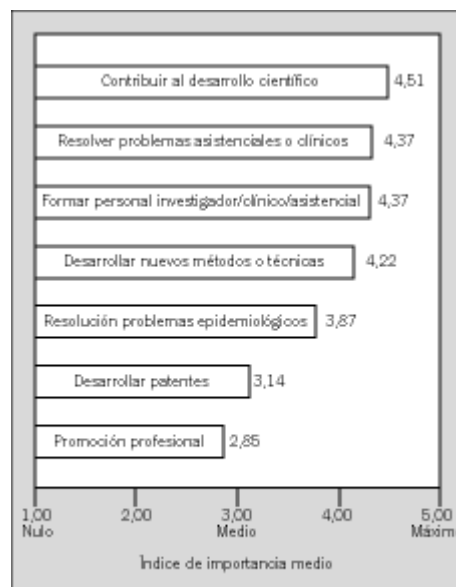 Contribuir al desarrollo científico 4,51
Resolver problemas asistenciales o clínicos 4,37
Formar personal investigador/clínico/asistencial 4,37
Desarrollar nuevos métodos o técnicas 4,22
Resolución problemas epidemiológicos 3,87
Desarrollar patentes 3,14
Promoción profesional 2,85
1,00 2,00 3,00 4,00 5,00
Nulo Medio Máxim
Índice de importancia medio